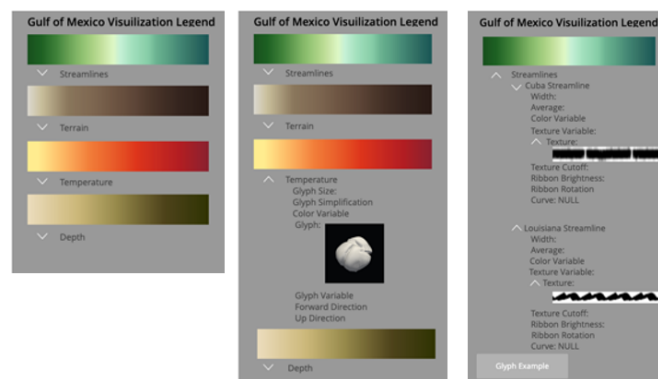 Gulf of Mexico Visuilization Legend
Streamlines
Terrain
Temperature
Depth
Gulf of Mexico Visuilization Legend
Streamlines
Terrain
Temperature
Glyph Size:
Glyph Simplification
Color Variable
Glyph:
Glyph Variable
Forward Direction
Up Direction
Depth
Gulf of Mexico Visuilization Legend
Streamlines
Cuba Streamline
Width:
Average:
Color Variable
Texture Variable:
Texture:
Texture Cutoff:
Ribbon Brightness:
Ribbon Rotation
Curve: NULL
Louisiana Streamline
Width:
Average:
Color Variable
Texture Variable:
Texture:
Texture Cutoff:
Ribbon Brightness:
Ribbon Rotation
Curve: NULL
Glyph Example